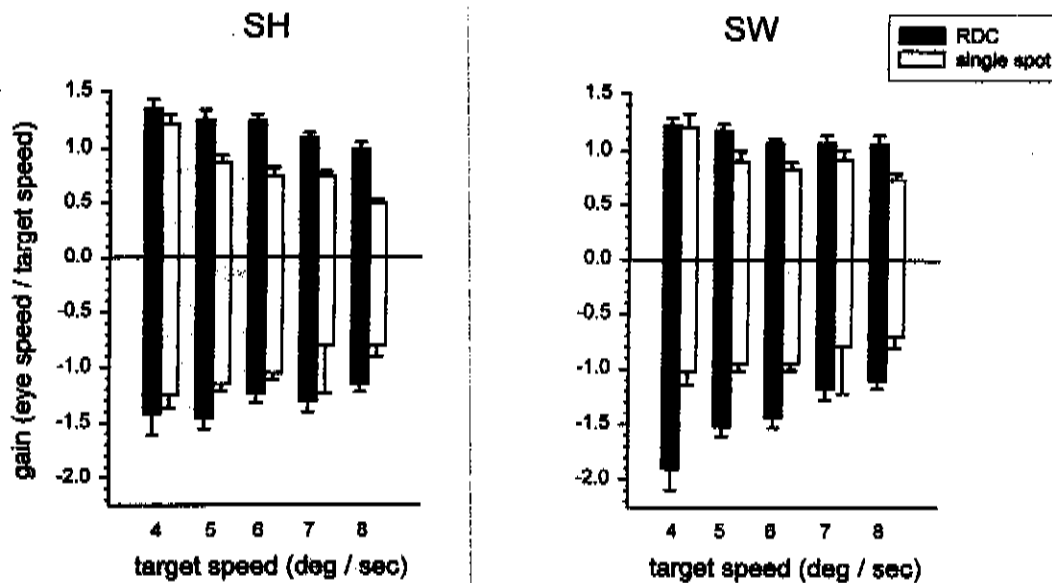 SH
SW
RDC
single spot
gain (eye speed / target speed)
1.5
1.0
0.5
0.0
-0.5
-1.0
-1.5
-2.0
4 5 6 7 8
target speed (deg / sec)
1.5
1.0
0.5
0.0
-0.5
-1.0
-1.5
-2.0
4 5 6 7 8
target speed (deg / sec)